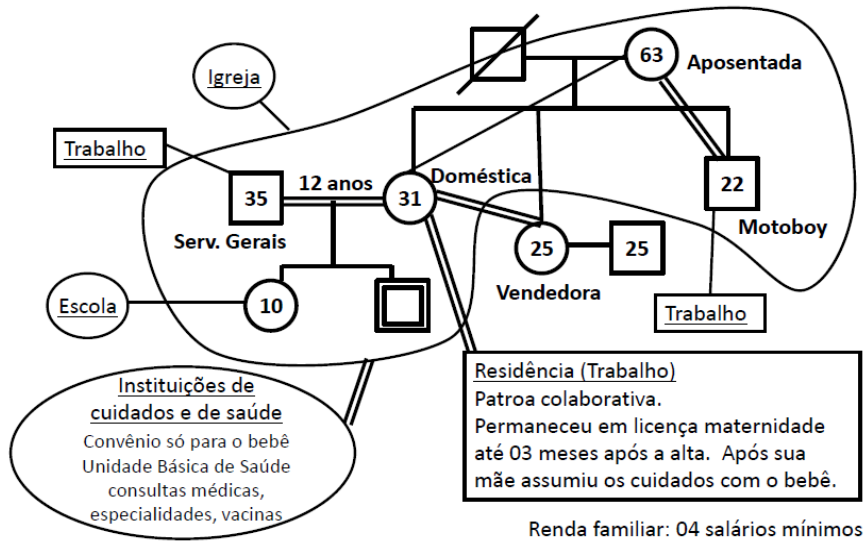 63
Aposentada
Igreja
Trabalho
12 anos
Doméstica
35
31
22
Serv. Gerais
Motoboy
25
25
Vendedora
Escola
10
Trabalho
Instituições de
cuidados e de saúde
Convênio só para o bebê
Unidade Básica de Saúde
consultas médicas,
especialidades, vacinas
Residência (Trabalho)
Patroa colaborativa.
Permaneceu em licença maternidade
até 03 meses após a alta. Após sua
mãe assumiu os cuidados com o bebê.
Renda familiar: 04 salários mínimos